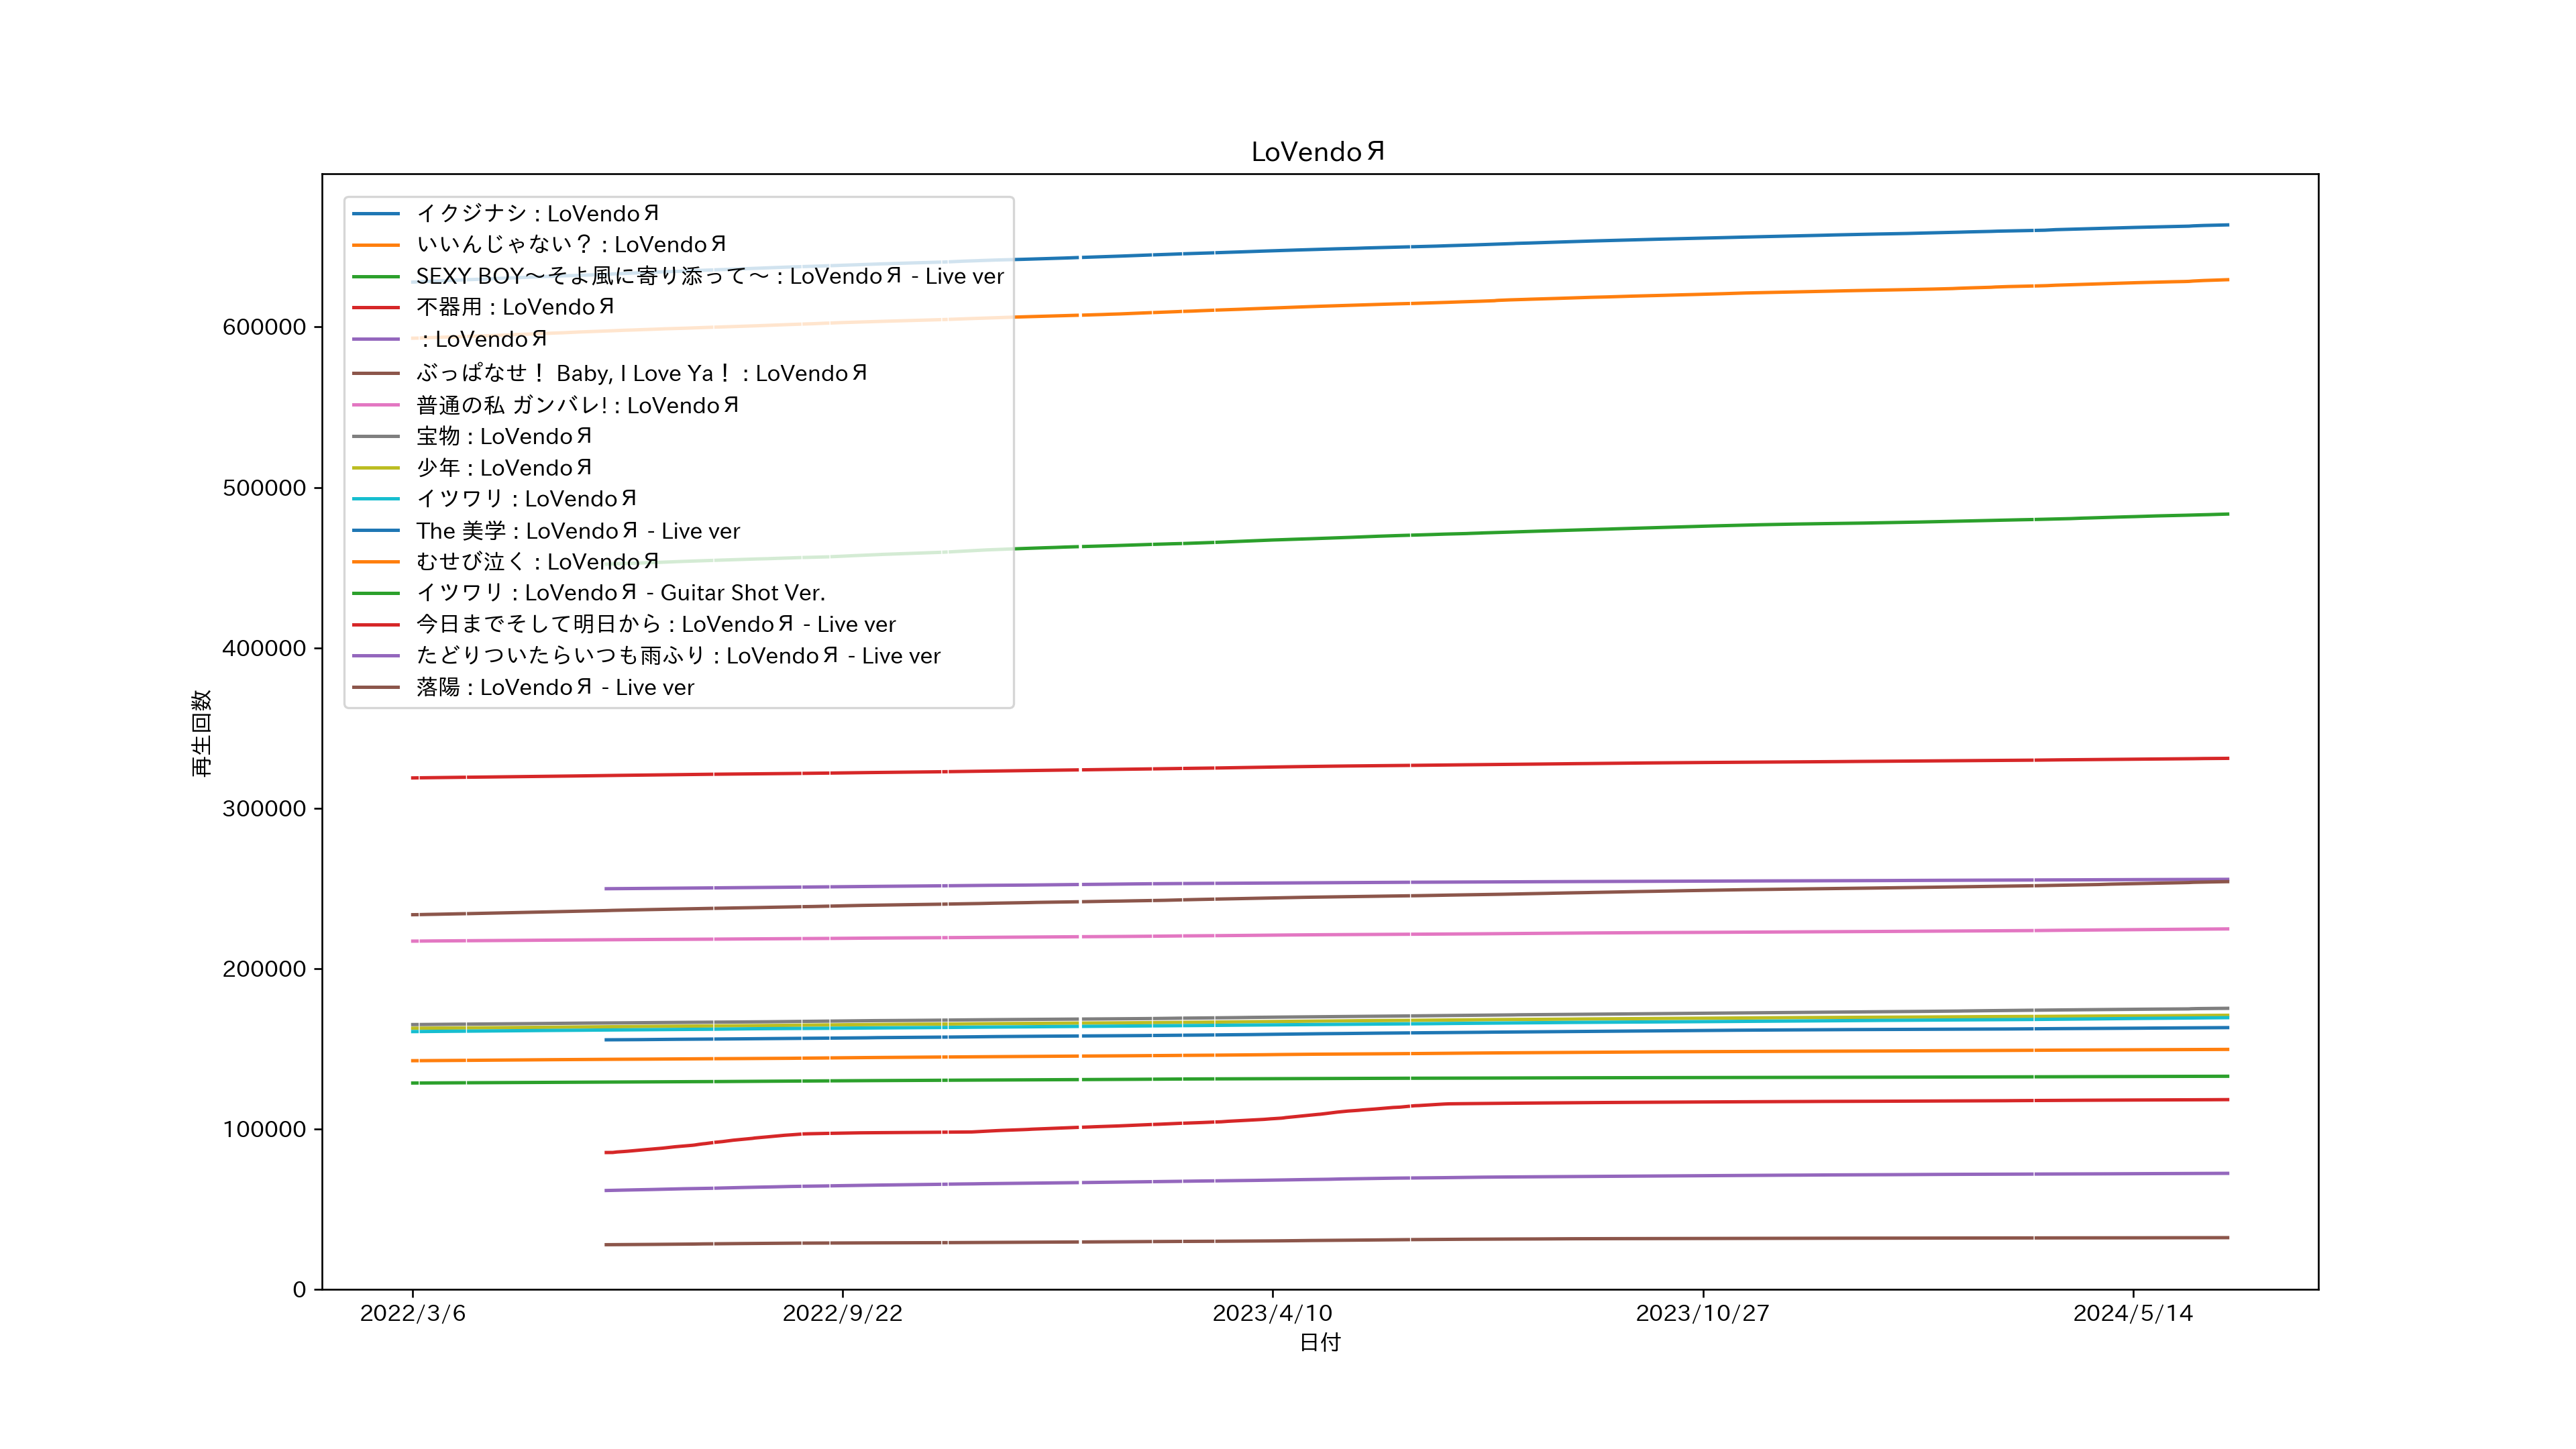 LoVendoЯ
イクジナシ : LoVendoЯ
いいんじゃない？ : LoVendoЯ
SEXY BOY～そよ風に寄り添って～ : LoVendoЯ - Live ver
不器用 : LoVendoЯ
: LoVendoЯ
ぶっぱなせ！ Baby, I Love Ya！ : LoVendoЯ
普通の私 ガンバレ! : LoVendoЯ
宝物 : LoVendoЯ
少年 : LoVendoЯ
イツワリ : LoVendoЯ
The 美学 : LoVendoЯ - Live ver
むせび泣く : LoVendoЯ
イツワリ : LoVendoЯ - Guitar Shot Ver.
今日までそして明日から : LoVendoЯ - Live ver
たどりついたらいつも雨ふり : LoVendoЯ - Live ver
落陽 : LoVendoЯ - Live ver
600000
500000
400000
300000
200000
100000
0
再生回数
2022/3/6
2022/9/22
2023/4/10
2023/10/27
2024/5/14
日付